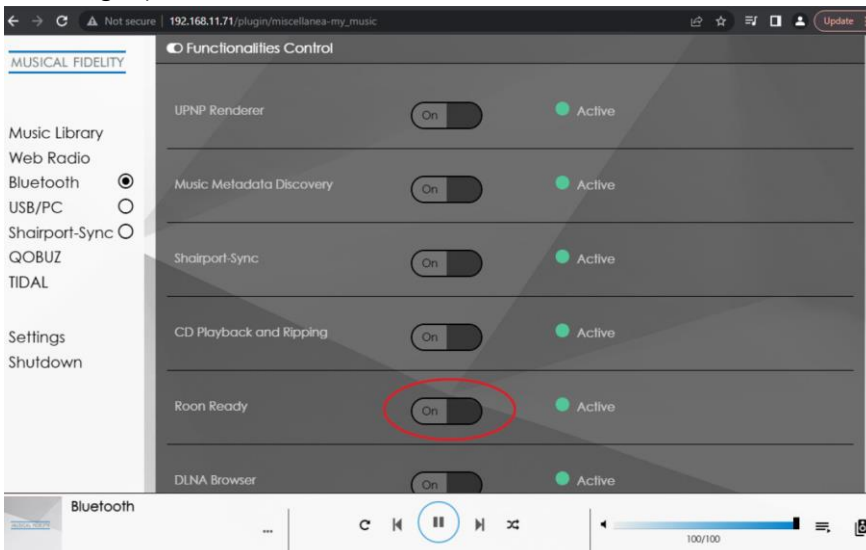 Not secure | 192.168.11.71/plugin/miscellanea-my_music
Update
MUSICAL FIDELITY
Music Library
Web Radio
Bluetooth
USB/PC
Shairport-Sync
QOBUZ
TIDAL
Settings
Shutdown
Functionalities Control
UPNP Renderer On Active
Music Metadata Discovery On Active
Shairport-Sync On Active
CD Playback and Ripping On Active
Roon Ready On Active
DLNA Browser On Active
MUSICAL FIDELITY
Bluetooth
...
100/100